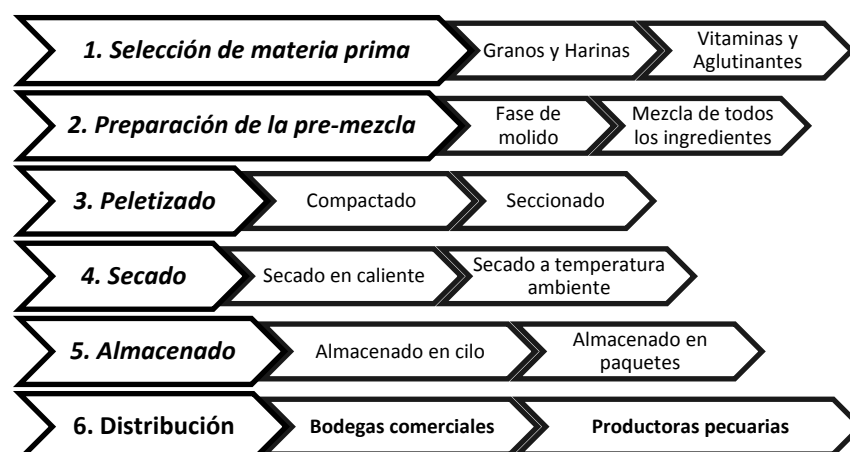 1. Selección de materia prima
Granos y Harinas
Vitaminas y
Aglutinantes
2. Preparación de la pre-mezcla
Fase de
molido
Mezcla de todos
los ingredientes
3. Peletizado
Compactado
Seccionado
4. Secado
Secado en caliente
Secado a temperatura
ambiente
5. Almacenado
Almacenado en cilo
Almacenado en
paquetes
6. Distribución
Bodegas comerciales
Productoras pecuarias